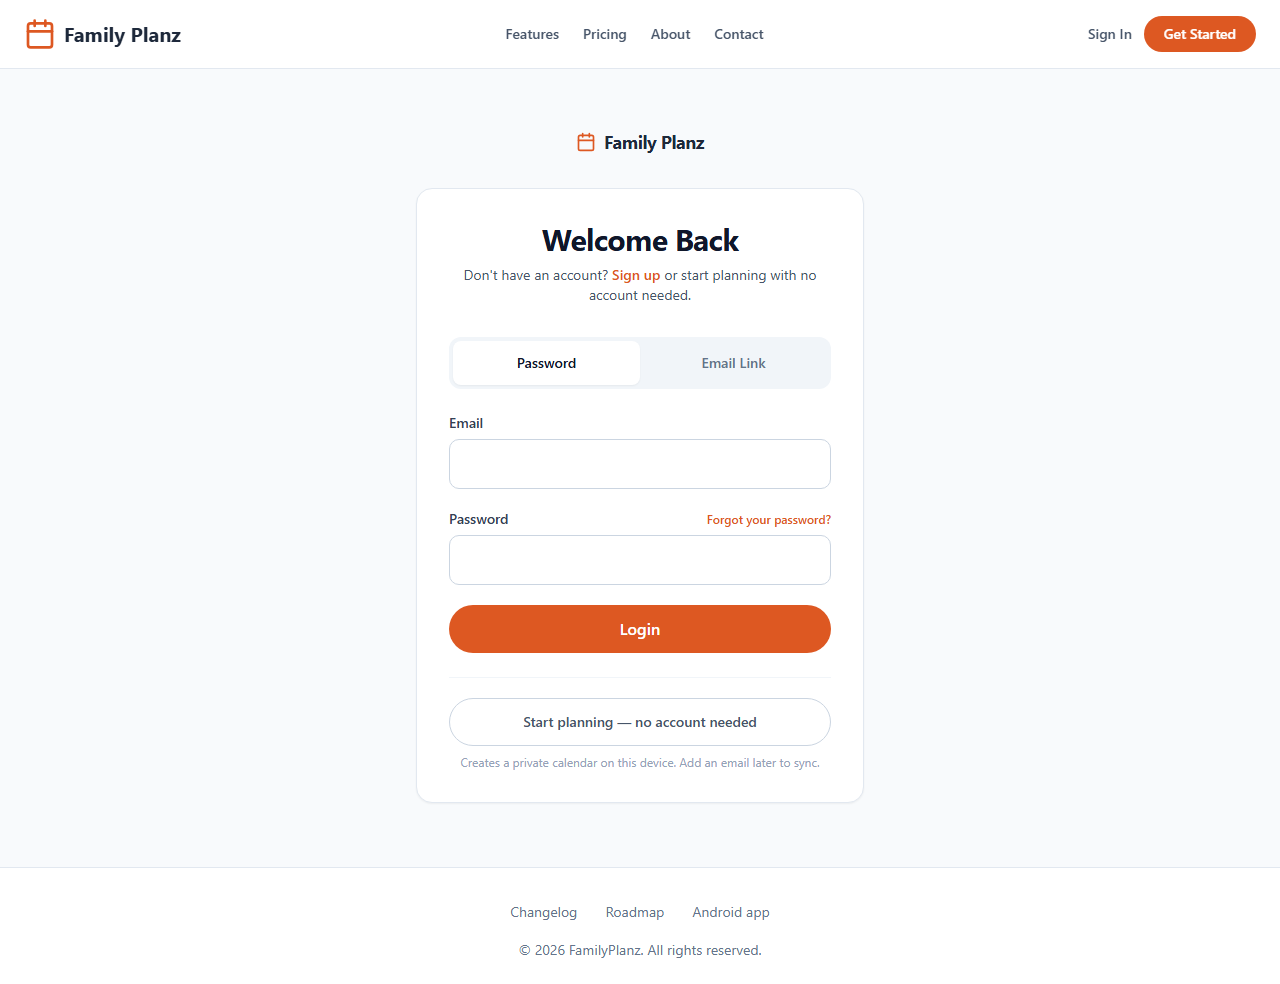 Family Planz
Features
Pricing
About
Contact
Sign In
Get Started
Family Planz
Welcome Back
Don't have an account? Sign up or start planning with no
account needed.
Password
Email Link
Email
Password
Forgot your password?
Login
Start planning — no account needed
Creates a private calendar on this device. Add an email later to sync.
Changelog
Roadmap
Android app
© 2026 FamilyPlanz. All rights reserved.